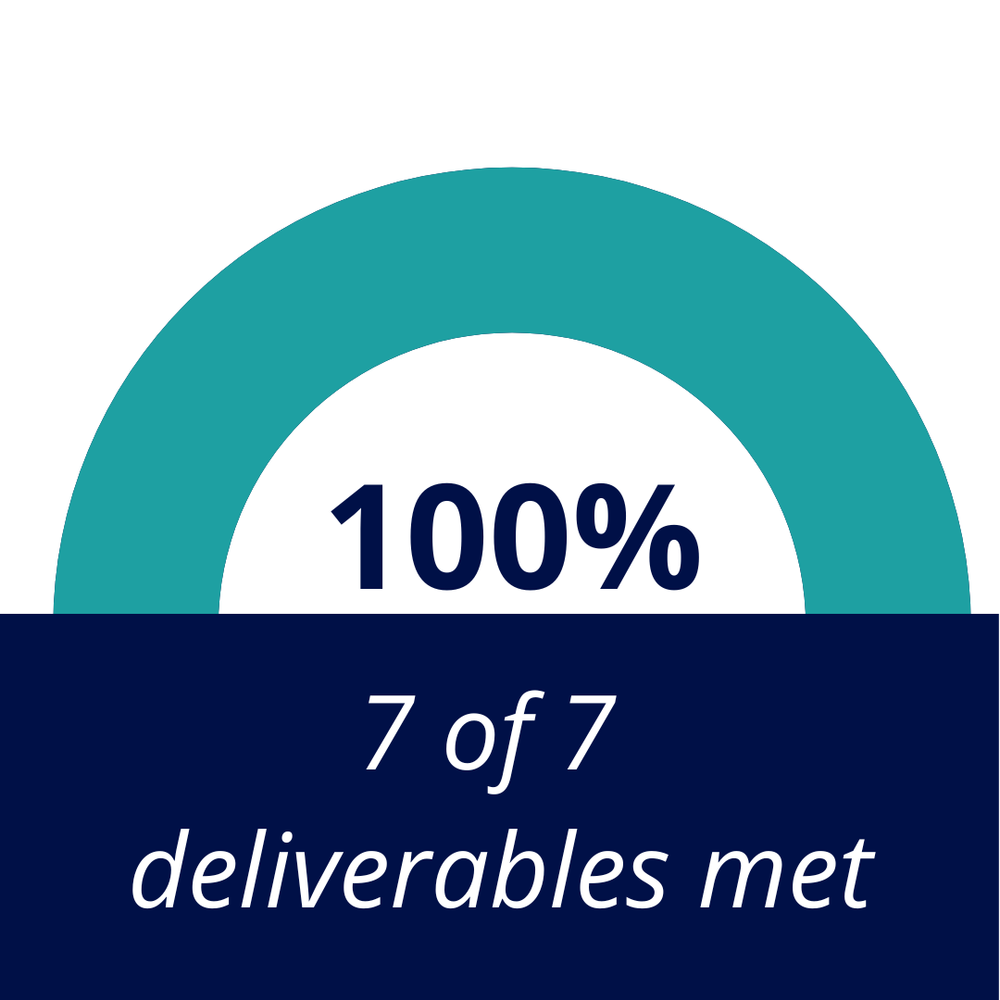 100%
7 of 7
deliverables met